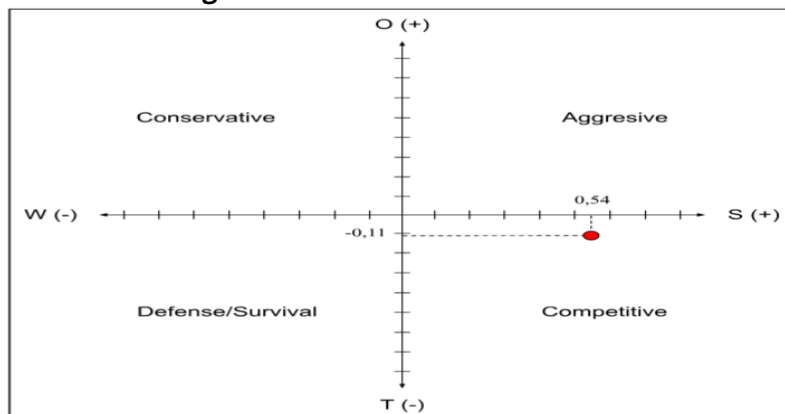 O (+)
Conservative
Aggresive
0,54
W (-)
S (+)
-0,11
Defense/Survival
Competitive
T (-)